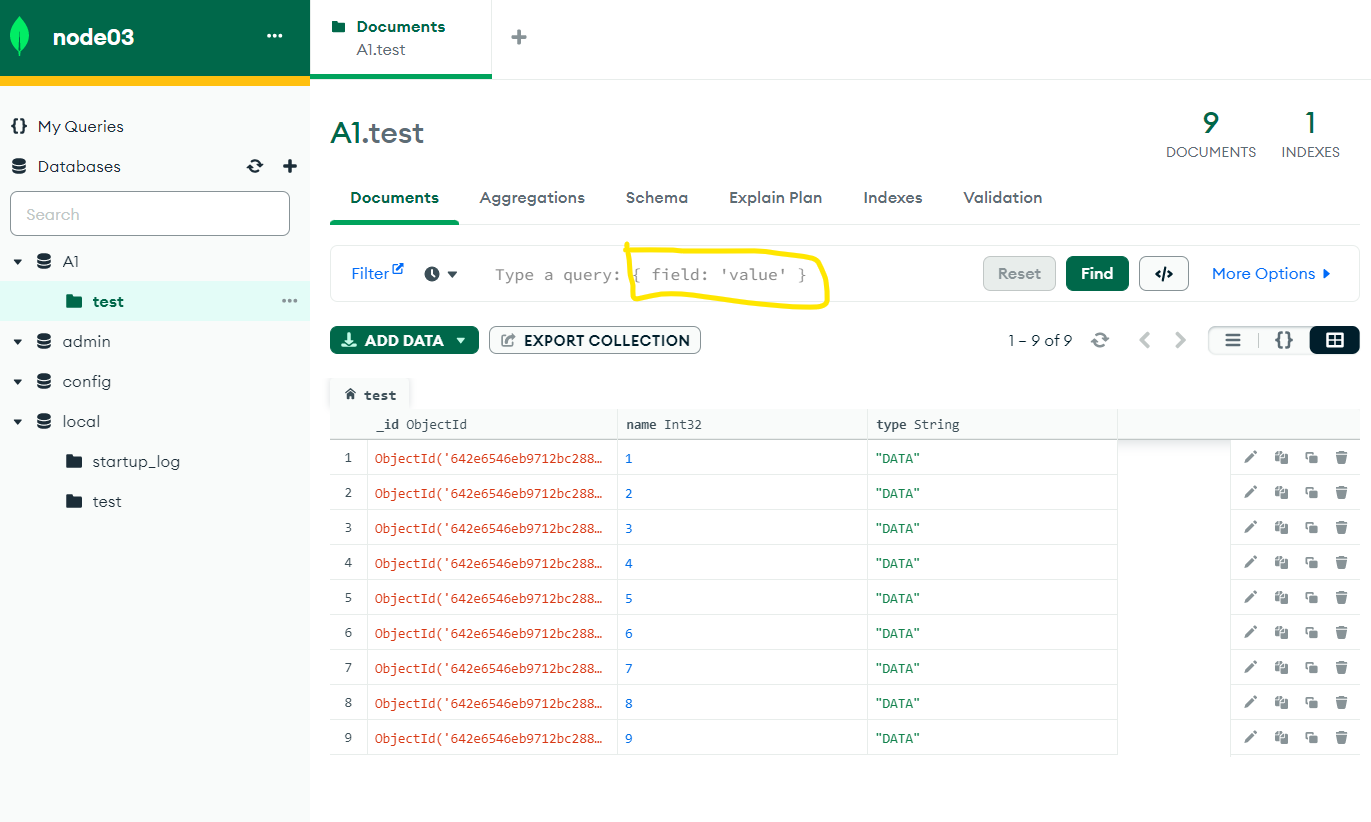 node03
Documents
A1.test
My Queries
Databases
Search
A1
test
admin
config
local
startup_log
test
A1.test
9
DOCUMENTS
1
INDEXES
Documents Aggregations Schema Explain Plan Indexes Validation
Filter Type a query: { field: 'value' } Reset Find </> More Options
ADD DATA EXPORT COLLECTION 1 – 9 of 9 {}
test
_id ObjectId name Int32 type String
1 ObjectId('642e6546eb9712bc288… 1 "DATA"
2 ObjectId('642e6546eb9712bc288… 2 "DATA"
3 ObjectId('642e6546eb9712bc288… 3 "DATA"
4 ObjectId('642e6546eb9712bc288… 4 "DATA"
5 ObjectId('642e6546eb9712bc288… 5 "DATA"
6 ObjectId('642e6546eb9712bc288… 6 "DATA"
7 ObjectId('642e6546eb9712bc288… 7 "DATA"
8 ObjectId('642e6546eb9712bc288… 8 "DATA"
9 ObjectId('642e6546eb9712bc288… 9 "DATA"